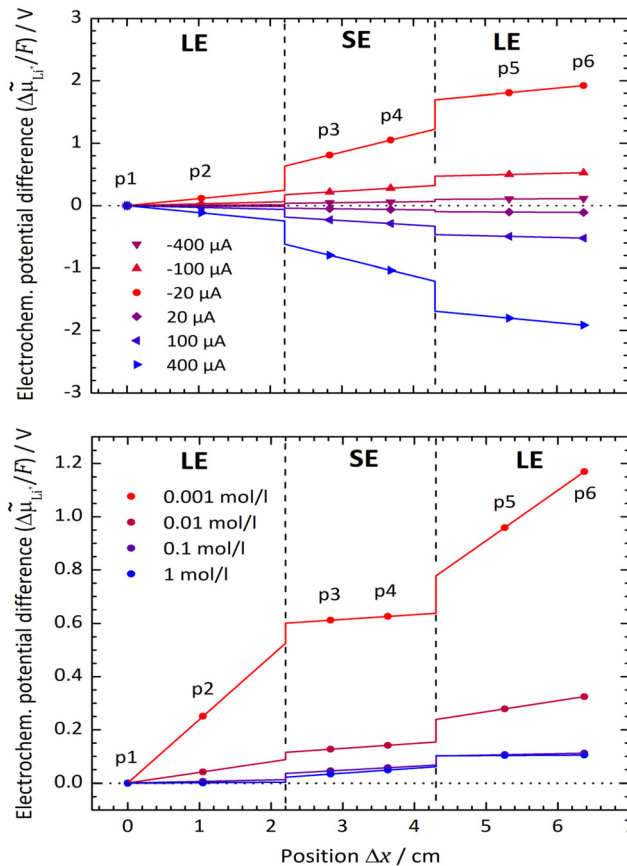 LE SE LE
3
2
1
0
-1
-2
-3
Electrochem. potential difference (Δμ̃Li⁺/F) / V
p1 p2 p3 p4 p5 p6
-400 µA
-100 µA
-20 µA
20 µA
100 µA
400 µA
LE SE LE
1.2
1.0
0.8
0.6
0.4
0.2
0.0
Electrochem. potential difference (Δμ̃Li⁺/F) / V
0.001 mol/l
0.01 mol/l
0.1 mol/l
1 mol/l
p1 p2 p3 p4 p5 p6
0 1 2 3 4 5 6 7
Position Δx / cm